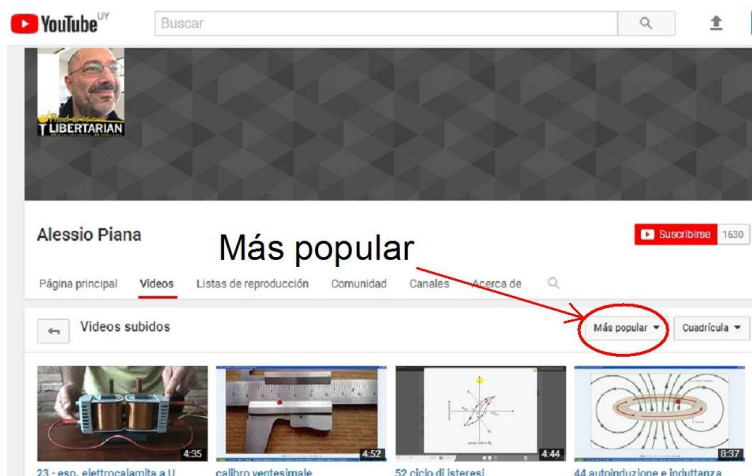 YouTube UY
Buscar
LIBERTARIAN
Alessio Piana
Más popular
Suscribirse 1630
Página principal Videos Listas de reproducción Comunidad Canales Acerca de
Videos subidos
Más popular
Cuadrícula
4:35
4:52
4:44
8:37
23 - esp. elettrocalamita a U
calibro ventesimale
52 ciclo di isteresi
44 autoinduzione e induttanza